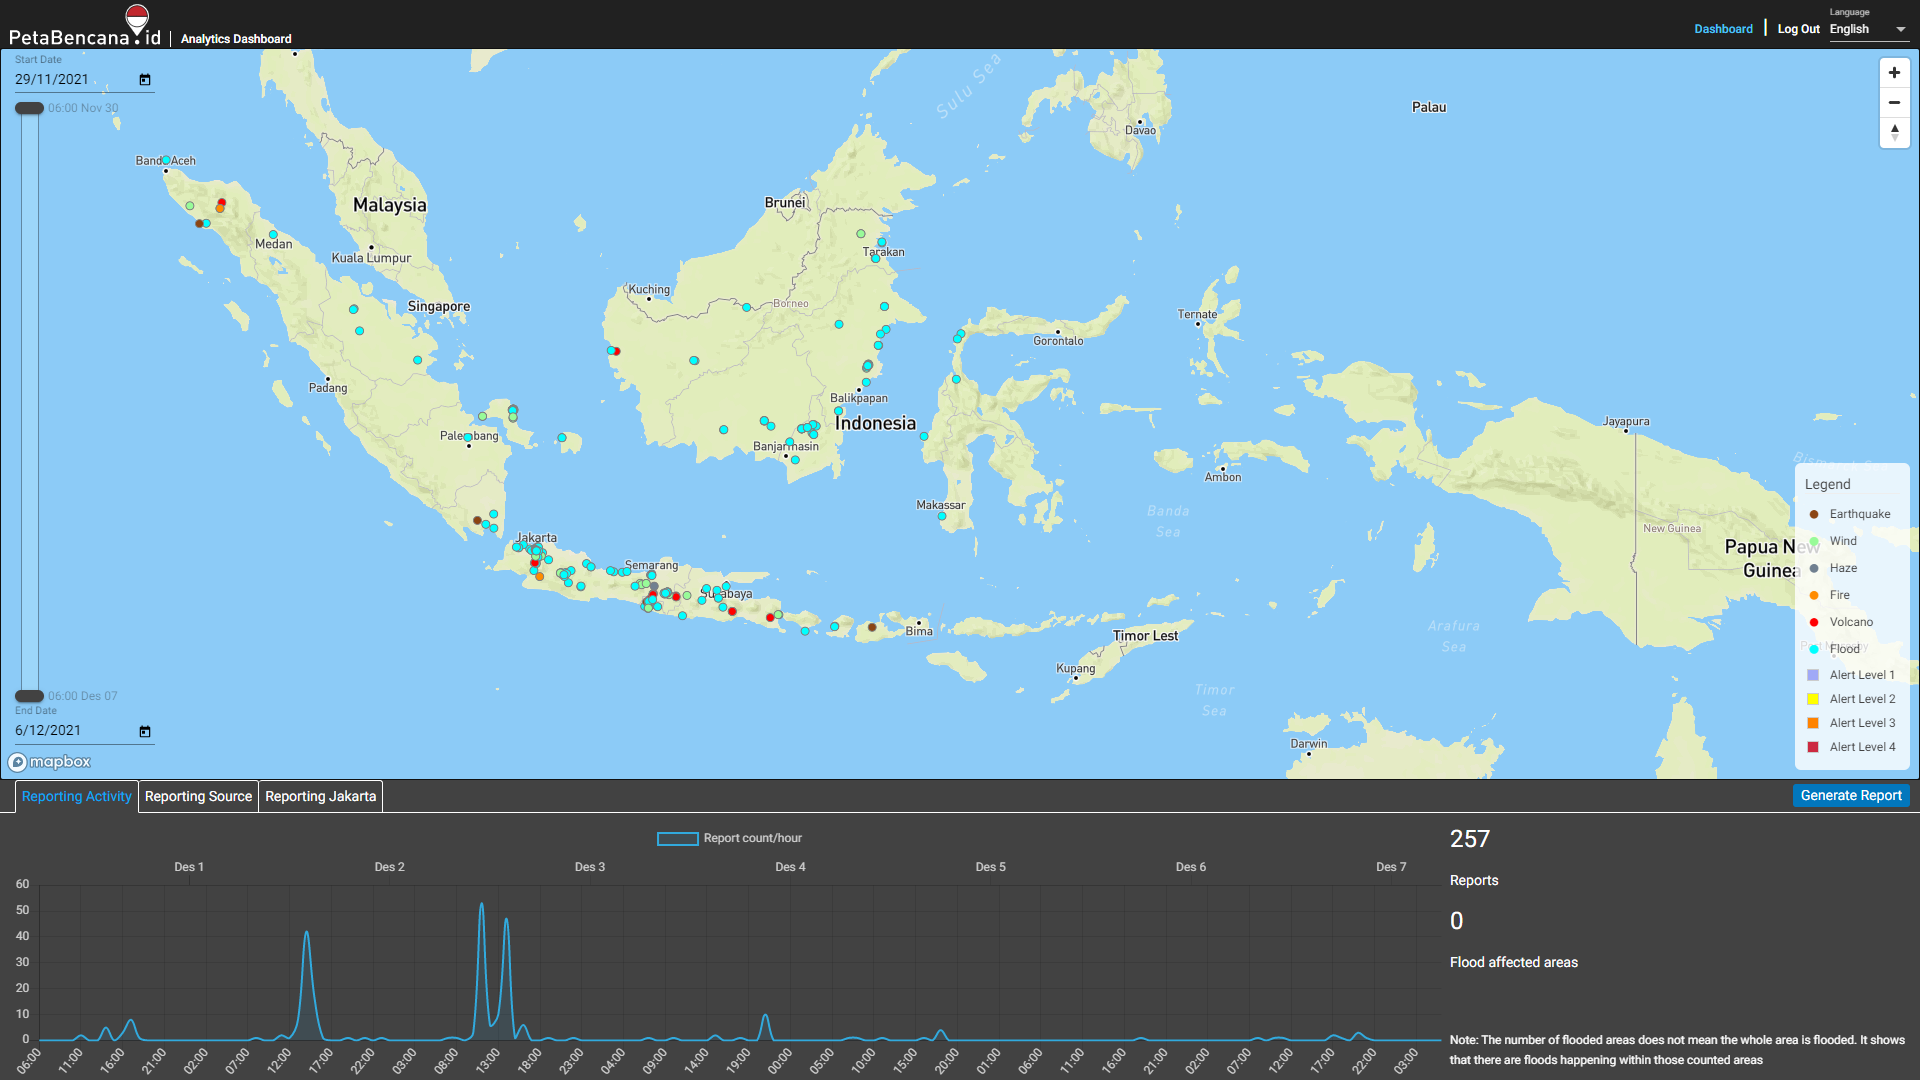 PetaBencana.id
Analytics Dashboard
Dashboard
Log Out
Language
English
Start Date
29/11/2021
06:00 Nov 30
06:00 Des 07
End Date
6/12/2021
mapbox
Sulu Sea
Palau
Davao
Malaysia
Brunei
Medan
Kuala Lumpur
Tarakan
Kuching
Borneo
Singapore
Ternate
Gorontalo
Padang
Balikpapan
Indonesia
Jayapura
Banjarmasin
Ambon
Makassar
Banda
Sea
New Guinea
Papua New
Guinea
Jakarta
Semarang
Bima
Timor Lest
Arafura
Sea
Kupang
Timor
Sea
Darwin
Legend
Earthquake
Wind
Haze
Fire
Volcano
Flood
Alert Level 1
Alert Level 2
Alert Level 3
Alert Level 4
Reporting Activity
Reporting Source
Reporting Jakarta
Generate Report
Report count/hour
Des 1
Des 2
Des 3
Des 4
Des 5
Des 6
Des 7
60
50
40
30
20
10
0
06:00
11:00
16:00
21:00
02:00
07:00
12:00
17:00
22:00
03:00
08:00
13:00
18:00
23:00
04:00
09:00
14:00
19:00
00:00
05:00
10:00
15:00
20:00
01:00
06:00
11:00
16:00
21:00
02:00
07:00
12:00
17:00
22:00
03:00
257
Reports
0
Flood affected areas
Note: The number of flooded areas does not mean the whole area is flooded. It shows
that there are floods happening within those counted areas